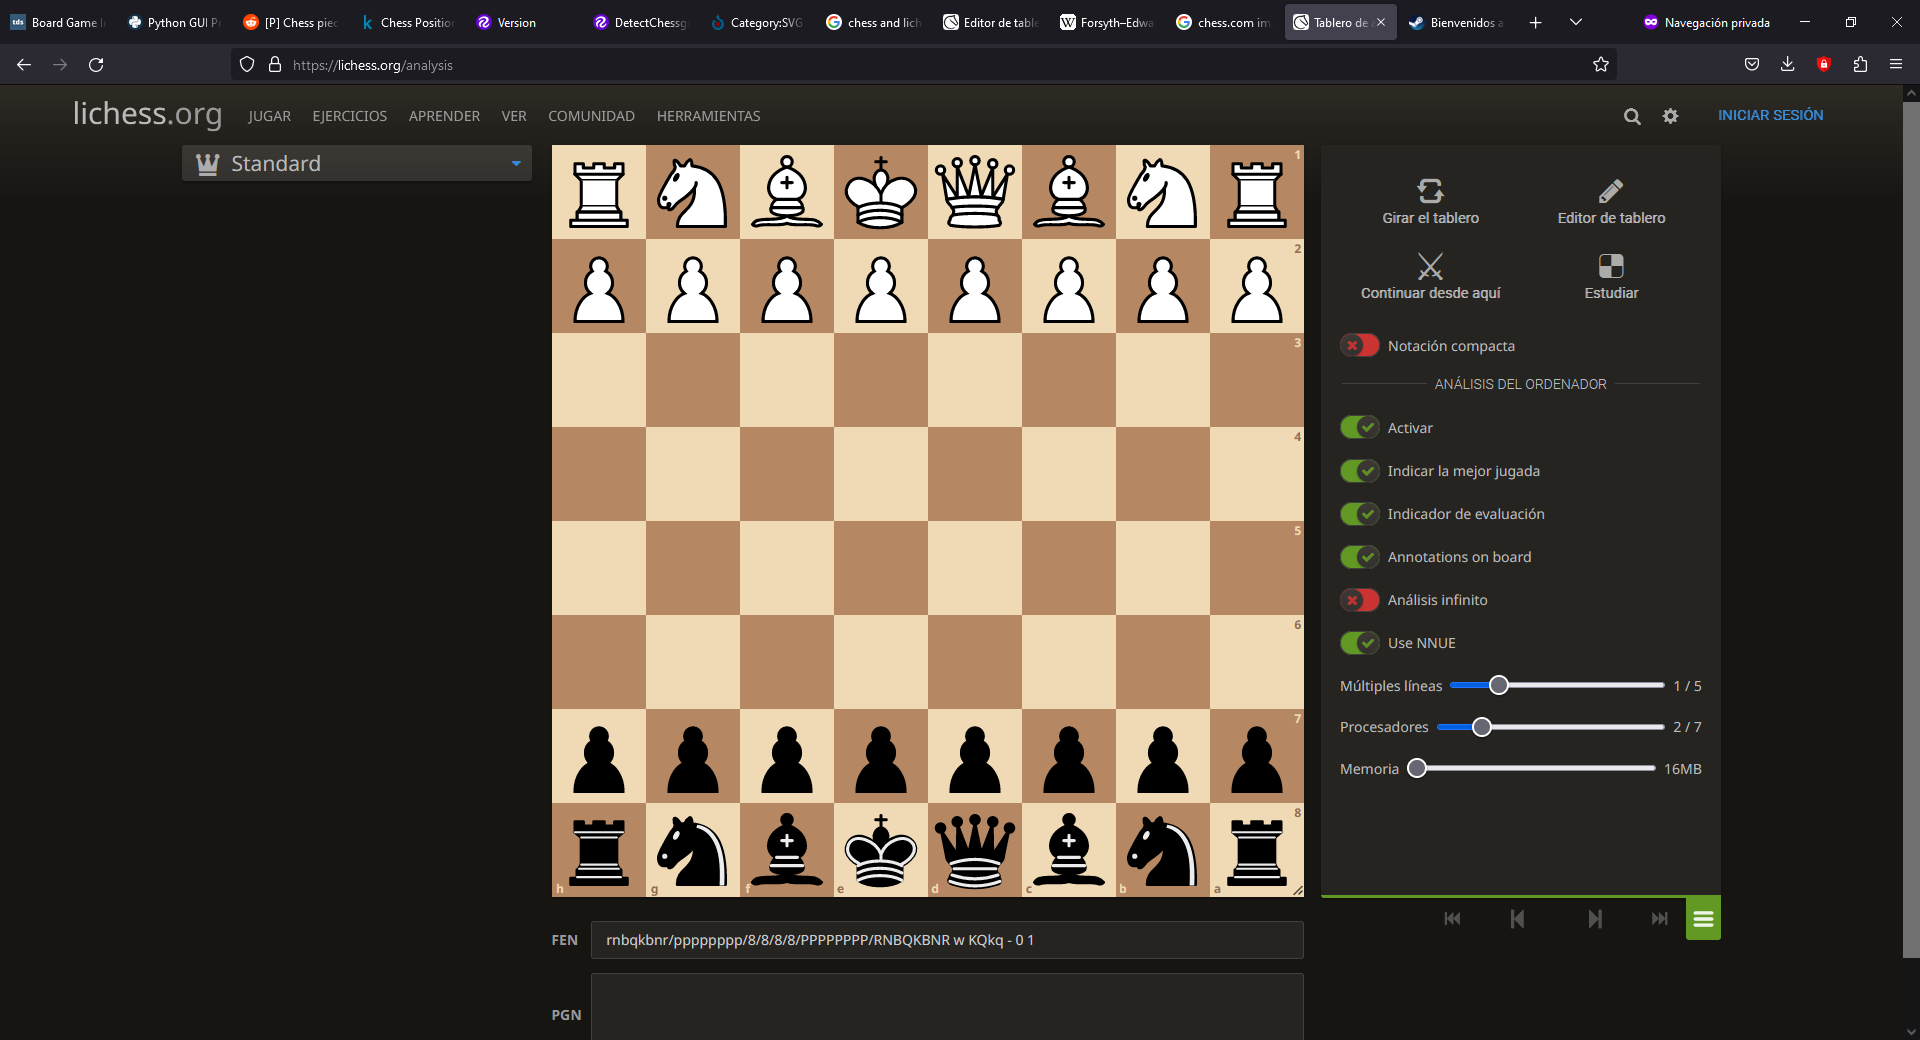 Board Game I
Python GUI Pr
[P] Chess piec
Chess Position
Version
DetectChessg
Category:SVG
chess and lich
Editor de table
Forsyth–Edwa
chess.com im
Tablero de
Bienvenidos a
Navegación privada
https://lichess.org/analysis
lichess.org
JUGAR
EJERCICIOS
APRENDER
VER
COMUNIDAD
HERRAMIENTAS
INICIAR SESIÓN
Standard
1
2
3
4
5
6
7
8
h
g
f
e
d
c
b
a
Girar el tablero
Editor de tablero
Continuar desde aquí
Estudiar
Notación compacta
ANÁLISIS DEL ORDENADOR
Activar
Indicar la mejor jugada
Indicador de evaluación
Annotations on board
Análisis infinito
Use NNUE
Múltiples líneas 1 / 5
Procesadores 2 / 7
Memoria 16MB
FEN rnbqkbnr/pppppppp/8/8/8/8/PPPPPPPP/RNBQKBNR w KQkq - 0 1
PGN